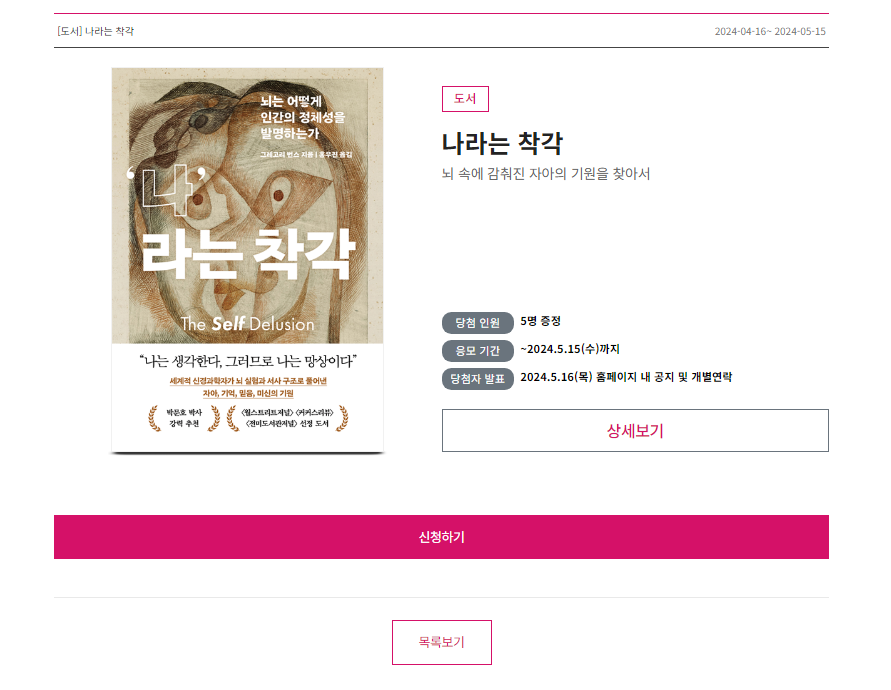 [도서] 나라는 착각
2024-04-16~ 2024-05-15
뇌는 어떻게
인간의 정체성을
발명하는가
그레고리 번스 지음 | 홍우진 옮김
‘나’
라는 착각
The Self Delusion
“나는 생각한다, 그러므로 나는 망상이다”
세계적 신경과학자가 뇌 실험과 서사 구조로 풀어낸
자아, 기억, 믿음, 미신의 기원
박문호 박사
강력 추천
〈월스트리트저널〉 〈커커스리뷰〉
〈전미도서관저널〉 선정 도서
도서
나라는 착각
뇌 속에 감춰진 자아의 기원을 찾아서
당첨 인원 5명 증정
응모 기간 ~2024.5.15(수)까지
당첨자 발표 2024.5.16(목) 홈페이지 내 공지 및 개별연락
상세보기
신청하기
목록보기